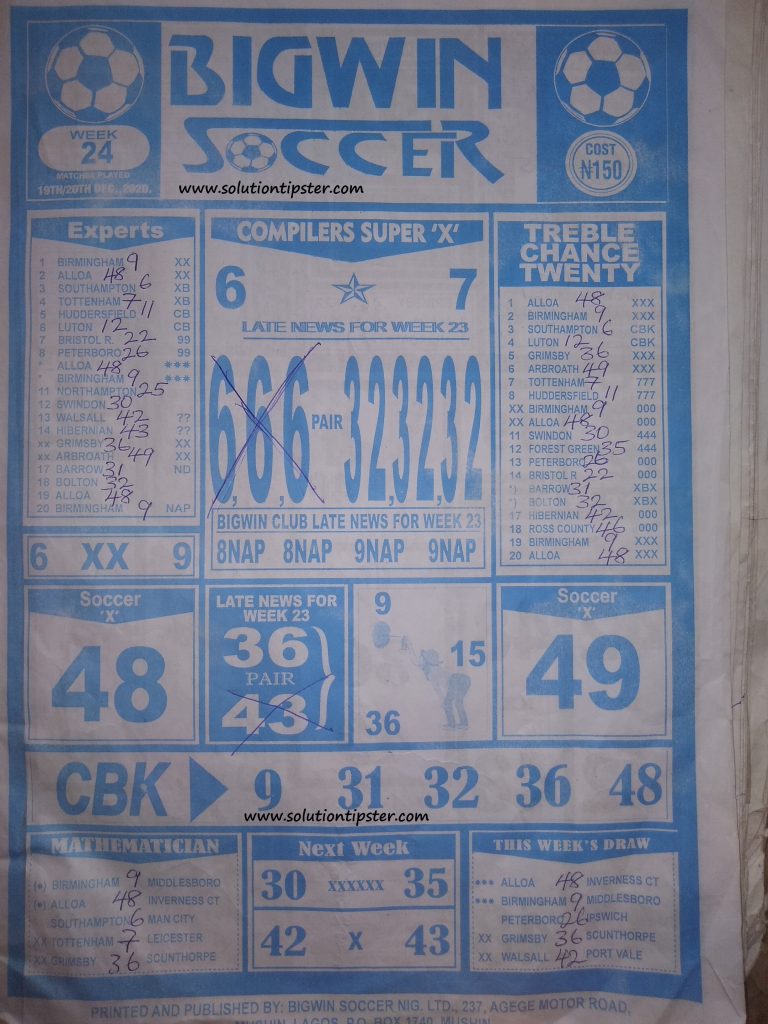 BIGWIN
SOCCER
WEEK
24
MATCHES PLAYED
19TH/20TH DEC., 2020.
COST
₦150
www.solutiontipster.com
Experts
1 BIRMINGHAM 9 XX
2 ALLOA 48 XX
3 SOUTHAMPTON 6 XB
4 TOTTENHAM 7 XB
5 HUDDERSFIELD 11 CB
6 LUTON 12 CB
7 BRISTOL R. 22 99
8 PETERBORO 26 99
* ALLOA 48 ***
* BIRMINGHAM 9 ***
11 NORTHAMPTON 25
12 SWINDON 30
13 WALSALL 42 ??
14 HIBERNIAN 43 ??
xx GRIMSBY 36 XX
xx ARBROATH 49 XX
17 BARROW 31 ND
18 BOLTON 32
19 ALLOA 48
20 BIRMINGHAM 9 NAP
COMPILERS SUPER 'X'
6 7
LATE NEWS FOR WEEK 23
6,6,6 PAIR 32,32,32
BIGWIN CLUB LATE NEWS FOR WEEK 23
8NAP 8NAP 9NAP 9NAP
TREBLE
CHANCE
TWENTY
1 ALLOA 48 XXX
2 BIRMINGHAM 9 XXX
3 SOUTHAMPTON 6 CBK
4 LUTON 12 CBK
5 GRIMSBY 36 XXX
6 ARBROATH 49 XXX
7 TOTTENHAM 7 777
8 HUDDERSFIELD 11 777
XX BIRMINGHAM 9 000
XX ALLOA 48 000
11 SWINDON 30 444
12 FOREST GREEN 35 444
13 PETERBORO 26 000
14 BRISTOL R 22 000
*) BARROW 31 XBX
*) BOLTON 32 XBX
17 HIBERNIAN 42 000
18 ROSS COUNTY 46 000
19 BIRMINGHAM 9 XXX
20 ALLOA 48 XXX
6 XX 9
Soccer
'X'
48
LATE NEWS FOR
WEEK 23
36
PAIR
43
9
15
36
Soccer
'X'
49
CBK 9 31 32 36 48
www.solutiontipster.com
MATHEMATICIAN
(•) BIRMINGHAM 9 MIDDLESBORO
(•) ALLOA 48 INVERNESS CT
SOUTHAMPTON 6 MAN CITY
XX TOTTENHAM 7 LEICESTER
XX GRIMSBY 36 SCUNTHORPE
Next Week
30 xxxxxx 35
42 x 43
THIS WEEK'S DRAW
*** ALLOA 48 INVERNESS CT
*** BIRMINGHAM 9 MIDDLESBORO
PETERBORO 26 IPSWICH
XX GRIMSBY 36 SCUNTHORPE
XX WALSALL 42 PORT VALE
PRINTED AND PUBLISHED BY: BIGWIN SOCCER NIG. LTD., 237, AGEGE MOTOR ROAD,
MUSHIN, LAGOS. P.O. BOX 1740, MUSHIN